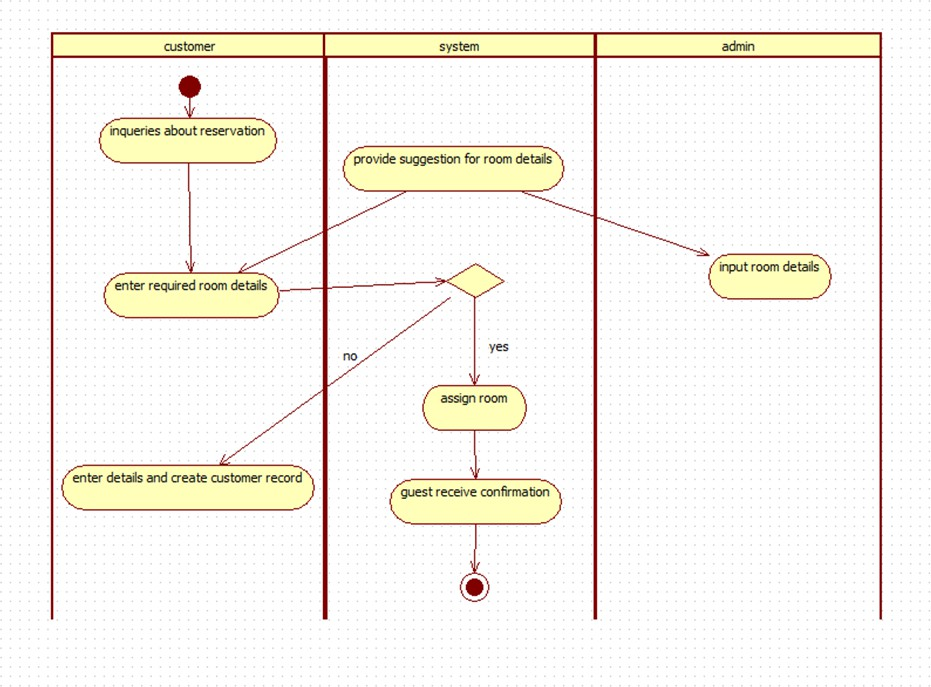 customer
system
admin
inqueries about reservation
provide suggestion for room details
input room details
enter required room details
yes
no
assign room
enter details and create customer record
guest receive confirmation